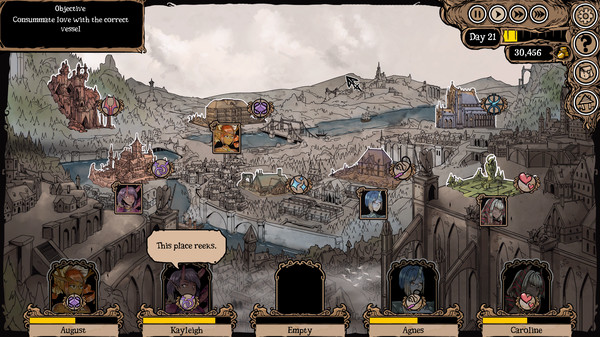 Objective
Consummate love with the correct
vessel
Day 21
30,456
This place reeks.
August
Kayleigh
Empty
Agnes
Caroline